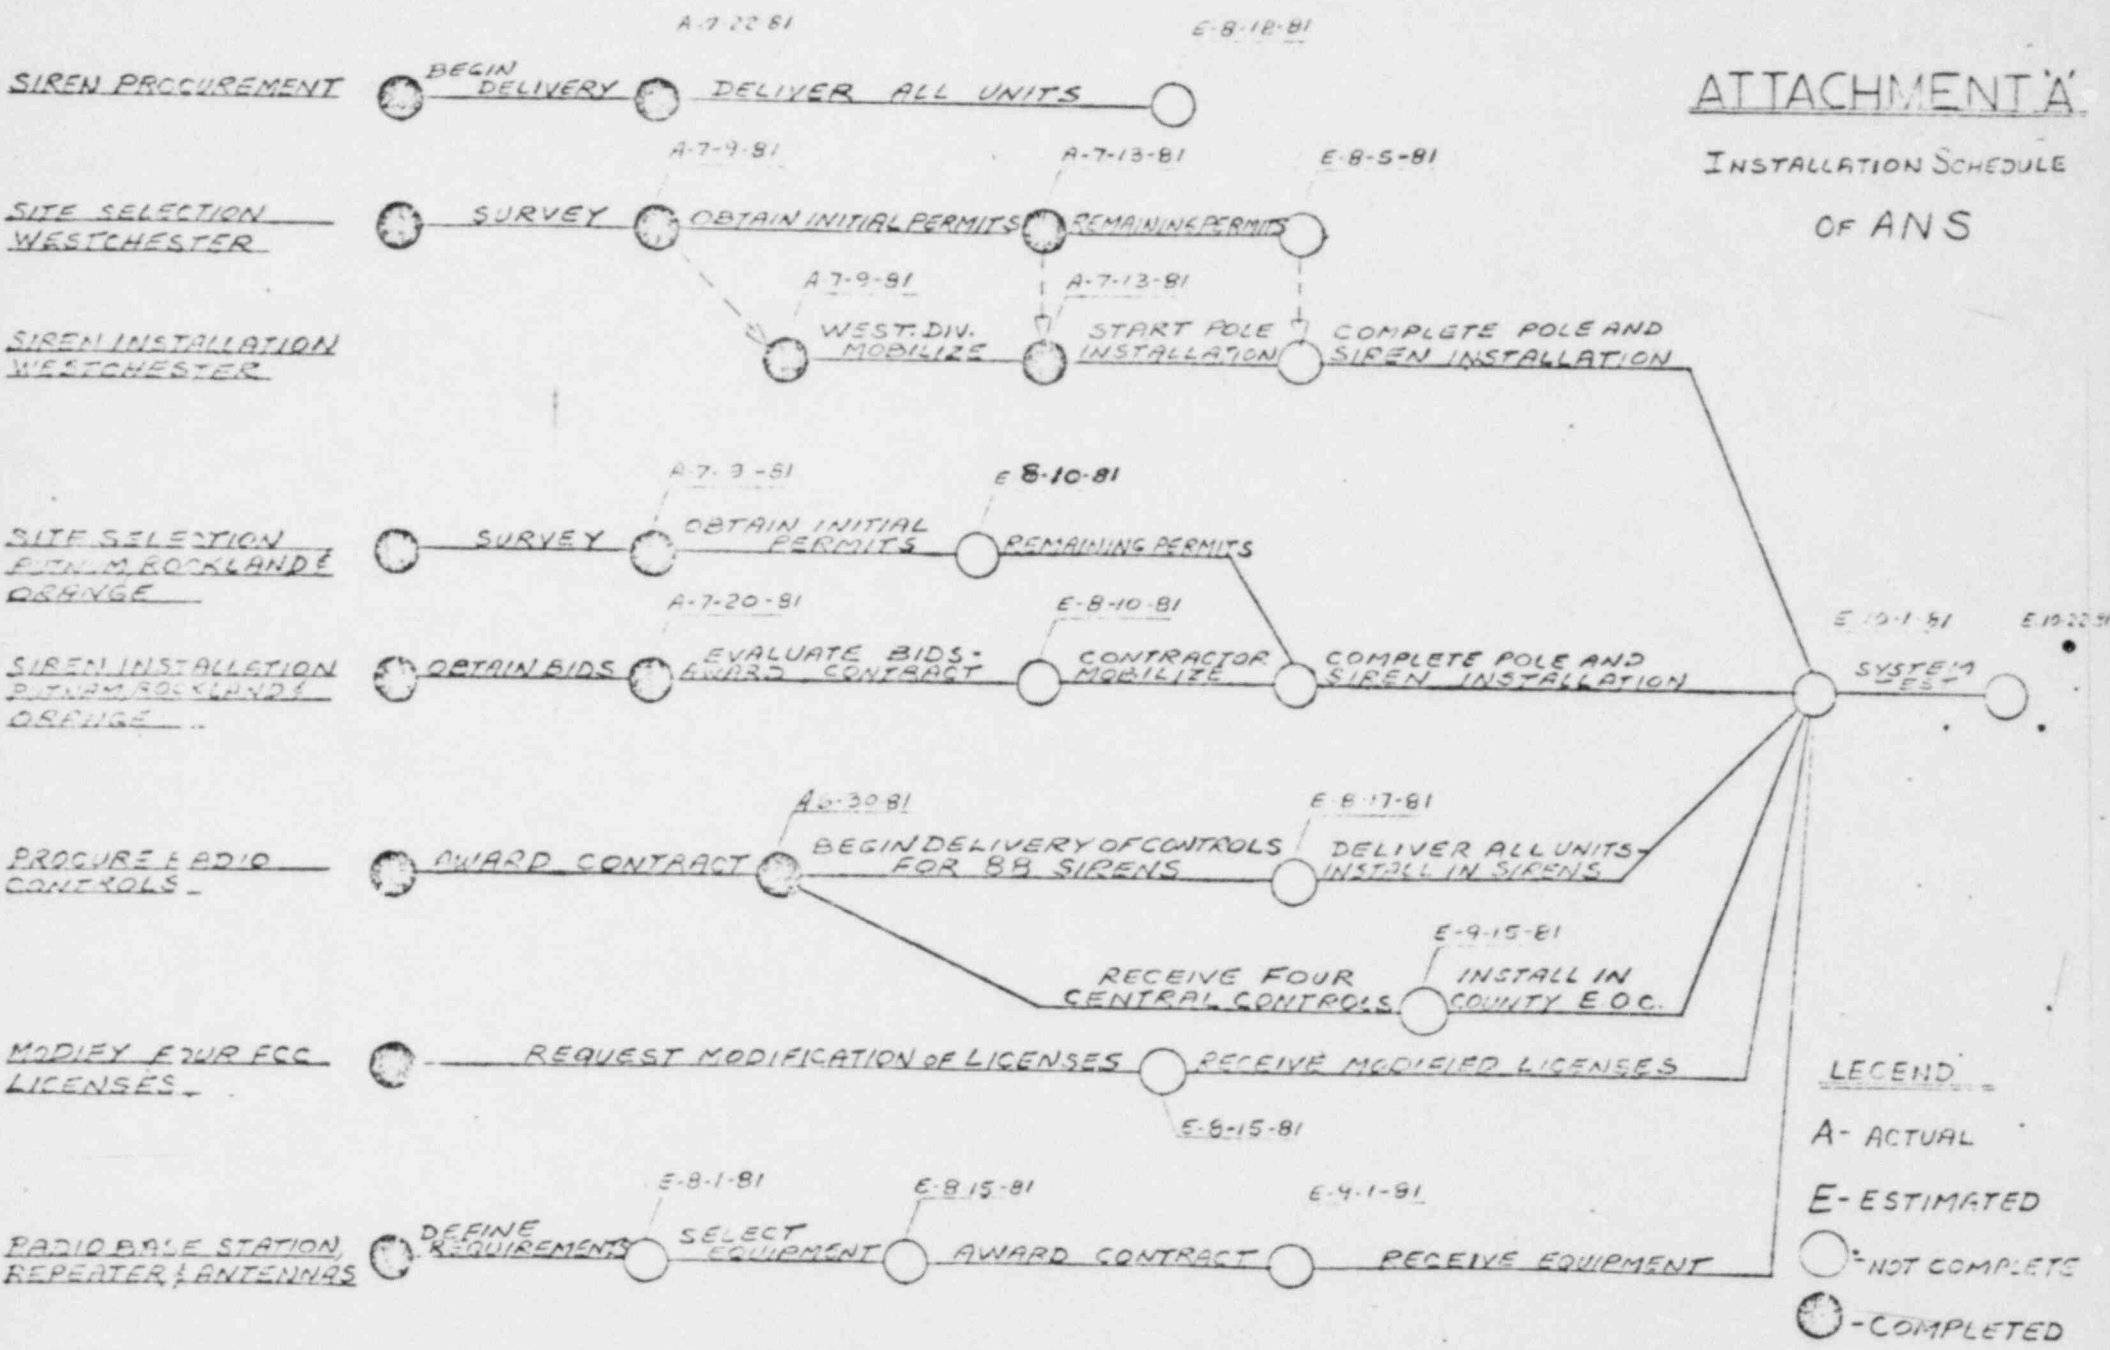 ATTACHMENT 'A'
INSTALLATION SCHEDULE
OF ANS
A-7-22-81
E-8-18-81
SIREN PROCUREMENT
BEGIN
DELIVERY
DELIVER ALL UNITS
A-7-9-81
A-7-13-81
E-8-5-81
SITE SELECTION
WESTCHESTER
SURVEY
OBTAIN INITIAL PERMITS
REMAINING PERMITS
A-7-9-81
A-7-13-81
SIREN INSTALLATION
WESTCHESTER
WEST. DIV.
MOBILIZE
START POLE
INSTALLATION
COMPLETE POLE AND
SIREN INSTALLATION
A-7-9-81
E 8-10-81
SITE SELECTION
PUTNAM, ROCKLAND &
ORANGE
SURVEY
OBTAIN INITIAL
PERMITS
REMAINING PERMITS
A-7-20-81
E-8-10-81
E-10-1-81
E-10-22-81
SIREN INSTALLATION
PUTNAM, ROCKLAND &
ORANGE
OBTAIN BIDS
EVALUATE BIDS-
AWARD CONTRACT
CONTRACTOR
MOBILIZE
COMPLETE POLE AND
SIREN INSTALLATION
SYSTEM
TEST
A 6-30-81
E-8-17-81
PROCURE RADIO
CONTROLS
AWARD CONTRACT
BEGIN DELIVERY OF CONTROLS
FOR 88 SIRENS
DELIVER ALL UNITS-
INSTALL IN SIRENS
E-9-15-81
RECEIVE FOUR
CENTRAL CONTROLS
INSTALL IN
COUNTY E.O.C.
MODIFY FOUR FCC
LICENSES
REQUEST MODIFICATION OF LICENSES
RECEIVE MODIFIED LICENSES
E-8-15-81
E-8-1-81
E-8-15-81
E-9-1-81
RADIO BASE STATION,
REPEATER & ANTENNAS
DEFINE
REQUIREMENTS
SELECT
EQUIPMENT
AWARD CONTRACT
RECEIVE EQUIPMENT
LEGEND
A- ACTUAL
E- ESTIMATED
-NOT COMPLETE
-COMPLETED